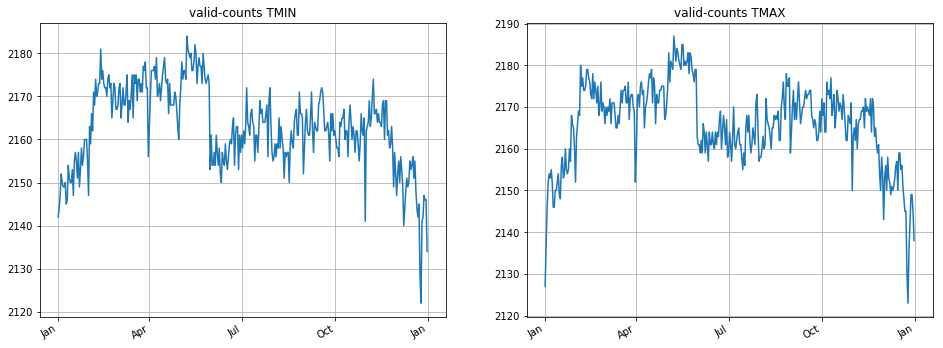 valid-counts TMIN
2180
2170
2160
2150
2140
2130
2120
Jan
Apr
Jul
Oct
Jan
valid-counts TMAX
2190
2180
2170
2160
2150
2140
2130
2120
Jan
Apr
Jul
Oct
Jan